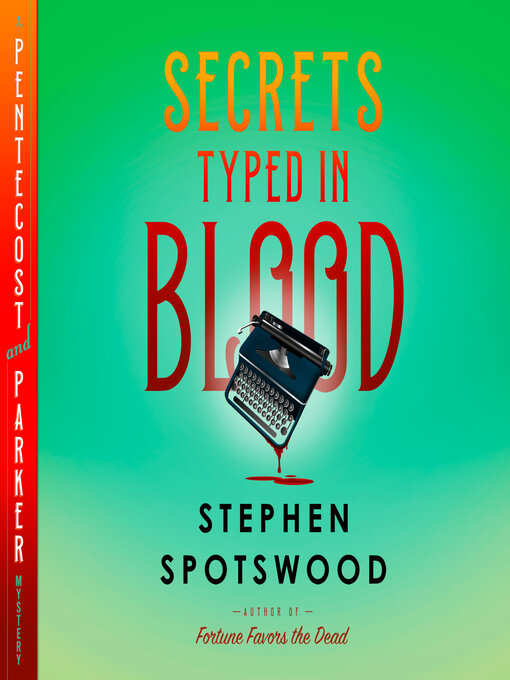 A PENTECOST and PARKER MYSTERY
SECRETS
TYPED IN
BLOOD
STEPHEN
SPOTSWOOD
—AUTHOR OF—
Fortune Favors the Dead